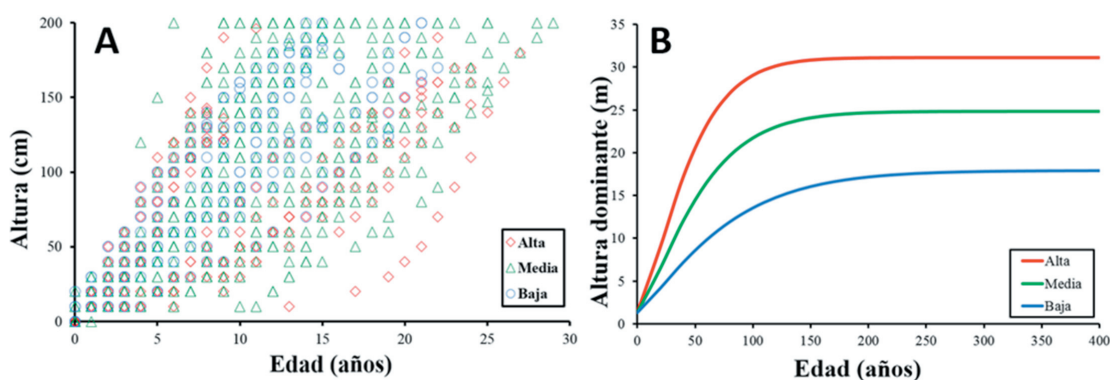 A
Altura (cm)
200
150
100
50
0
0 5 10 15 20 25 30
Edad (años)
Alta
Media
Baja
B
Altura dominante (m)
35
30
25
20
15
10
5
0
0 50 100 150 200 250 300 350 400
Edad (años)
Alta
Media
Baja